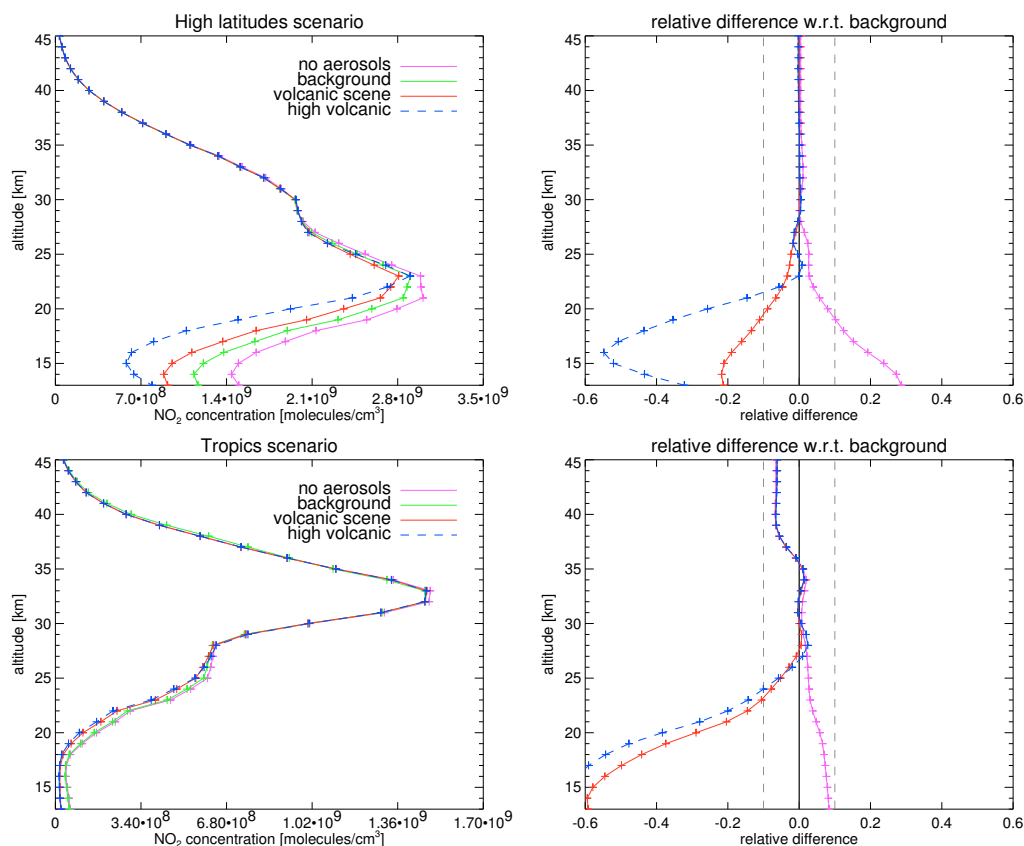 High latitudes scenario
45
40
35
30
25
20
15
altitude [km]
no aerosols
background
volcanic scene
high volcanic
0 7.0•10⁸ 1.4•10⁹ 2.1•10⁹ 2.8•10⁹ 3.5•10⁹
NO₂ concentration [molecules/cm³]
relative difference w.r.t. background
45
40
35
30
25
20
15
altitude [km]
-0.6 -0.4 -0.2 0.0 0.2 0.4 0.6
relative difference
Tropics scenario
45
40
35
30
25
20
15
altitude [km]
no aerosols
background
volcanic scene
high volcanic
0 3.40•10⁸ 6.80•10⁸ 1.02•10⁹ 1.36•10⁹ 1.70•10⁹
NO₂ concentration [molecules/cm³]
relative difference w.r.t. background
45
40
35
30
25
20
15
altitude [km]
-0.6 -0.4 -0.2 0.0 0.2 0.4 0.6
relative difference